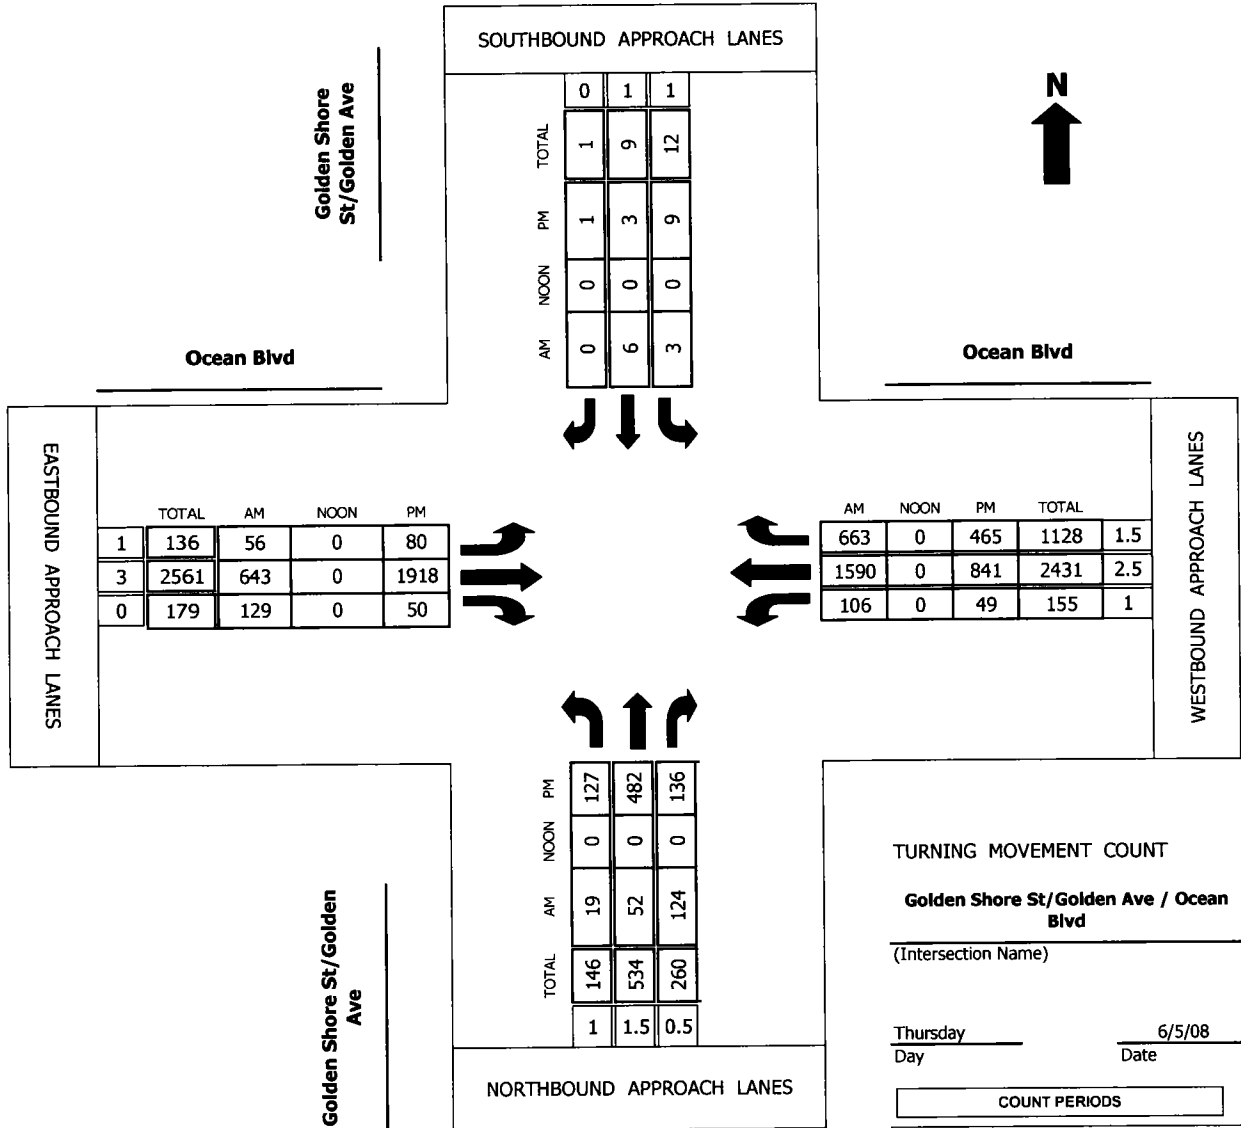 SOUTHBOUND APPROACH LANES
0 1 1
TOTAL 1 9 12
PM 1 3 9
NOON 0 0 0
AM 0 6 3
Golden Shore
St/Golden Ave
N
Ocean Blvd
Ocean Blvd
EASTBOUND APPROACH LANES
TOTAL AM NOON PM
1 136 56 0 80
3 2561 643 0 1918
0 179 129 0 50
AM NOON PM TOTAL
663 0 465 1128 1.5
1590 0 841 2431 2.5
106 0 49 155 1
WESTBOUND APPROACH LANES
PM 127 482 136
NOON 0 0 0
AM 19 52 124
TOTAL 146 534 260
1 1.5 0.5
NORTHBOUND APPROACH LANES
Golden Shore St/Golden
Ave
TURNING MOVEMENT COUNT
Golden Shore St/Golden Ave / Ocean
Blvd
(Intersection Name)
Thursday 6/5/08
Day Date
COUNT PERIODS